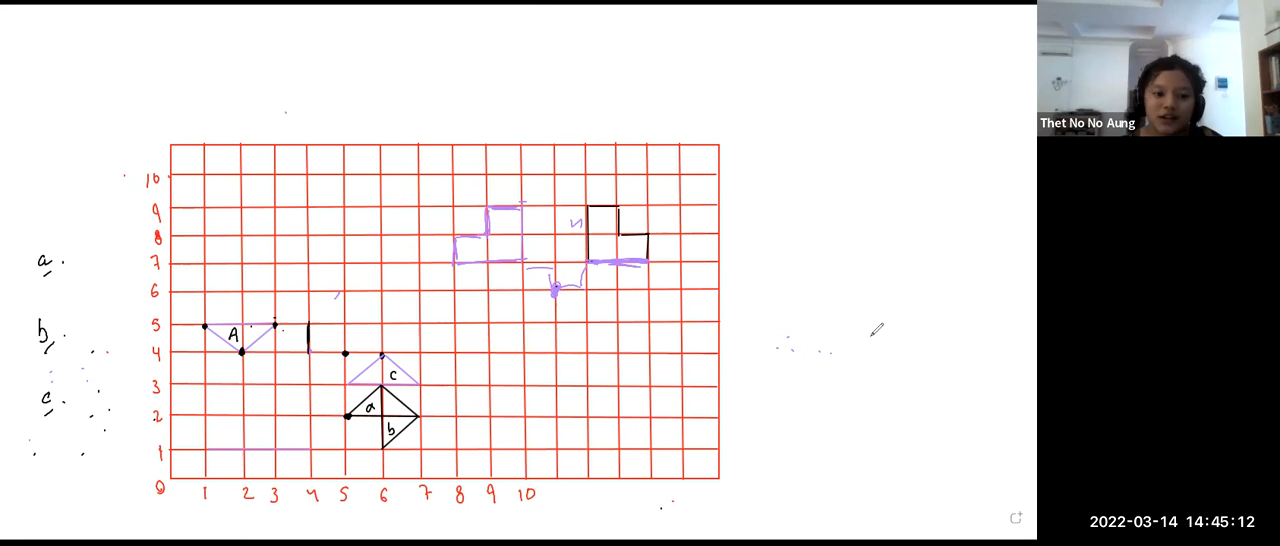 Thet No No Aung
10
9
8
7
6
5
4
3
2
1
0
1 2 3 4 5 6 7 8 9 10
a.
b.
c.
A
c
a
b
2022-03-14 14:45:12